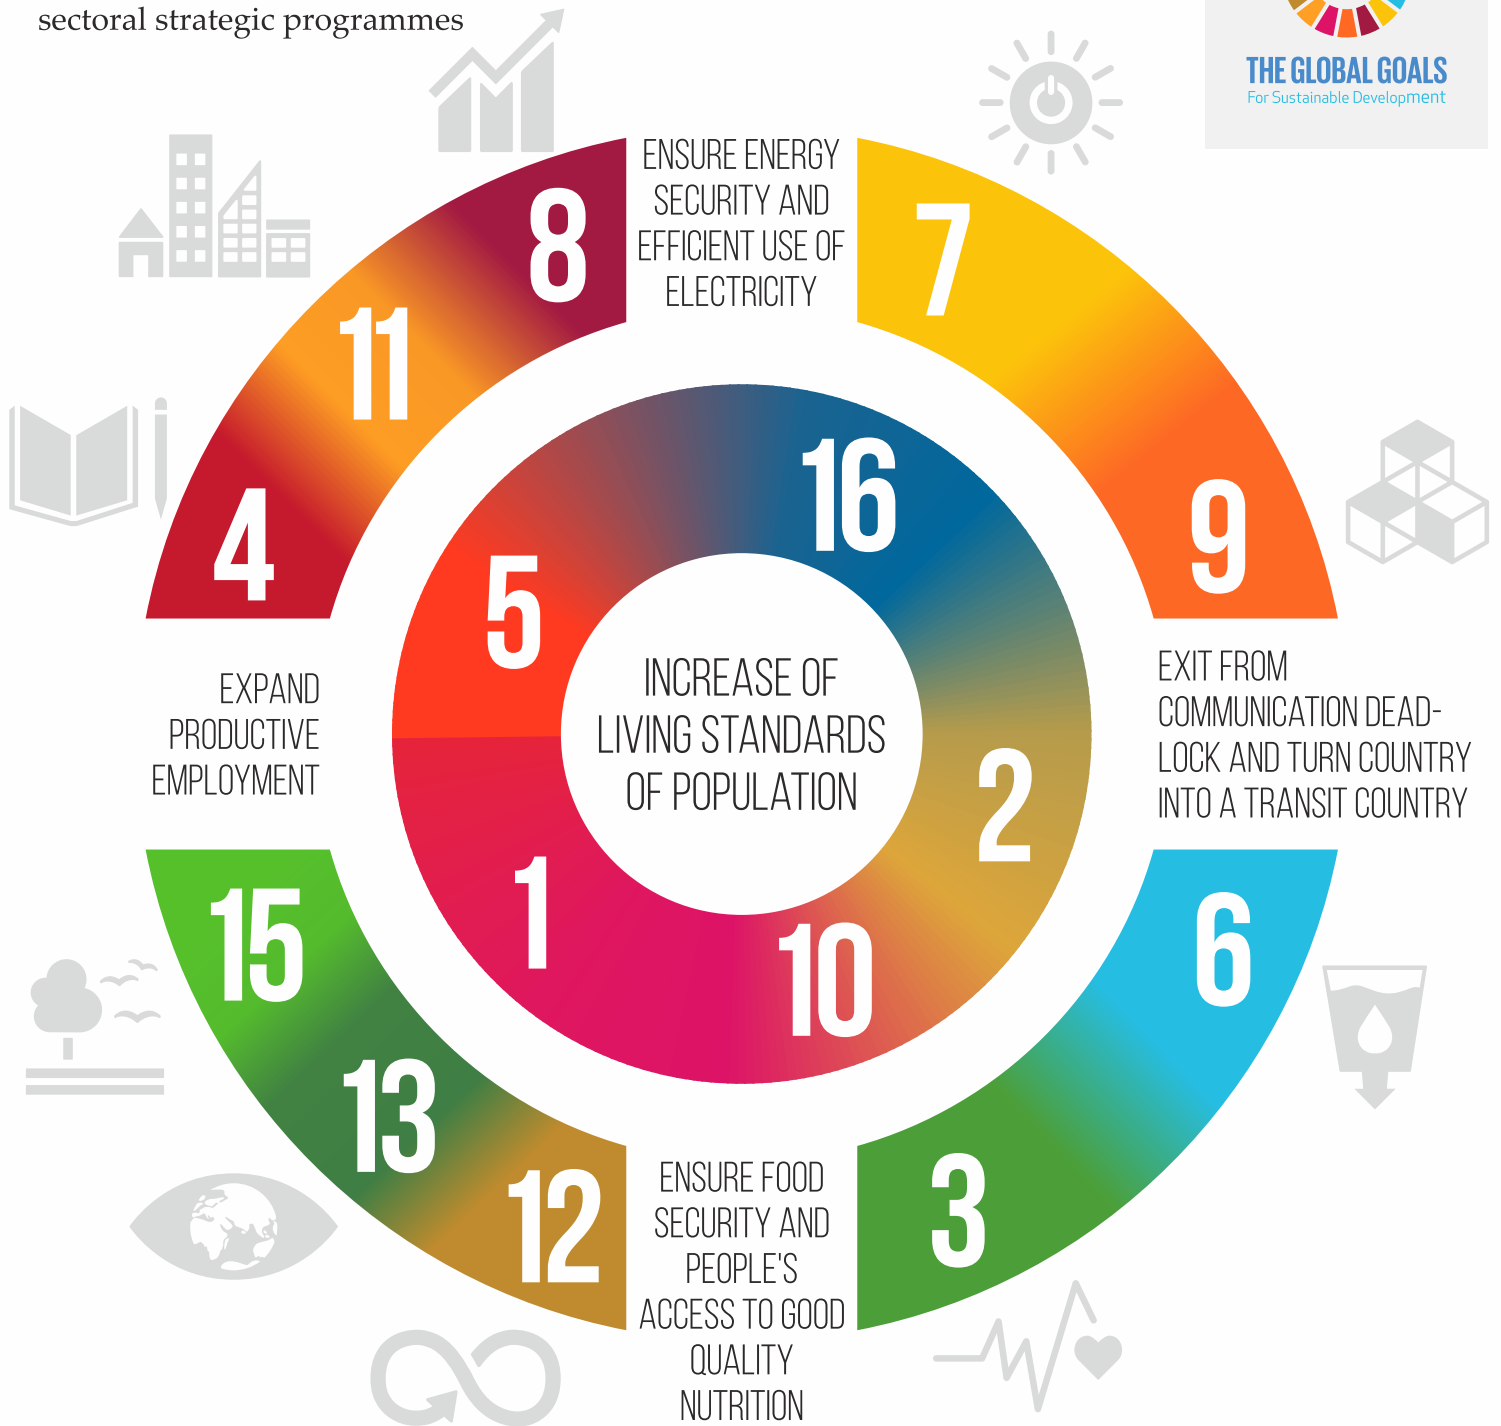 sectoral strategic programmes
THE GLOBAL GOALS
For Sustainable Development
ENSURE ENERGY
SECURITY AND
EFFICIENT USE OF
ELECTRICITY
8
7
11
16
4
9
5
INCREASE OF
LIVING STANDARDS
OF POPULATION
EXPAND
PRODUCTIVE
EMPLOYMENT
EXIT FROM
COMMUNICATION DEAD-
LOCK AND TURN COUNTRY
INTO A TRANSIT COUNTRY
2
1
10
15
6
13
12
3
ENSURE FOOD
SECURITY AND
PEOPLE'S
ACCESS TO GOOD
QUALITY
NUTRITION